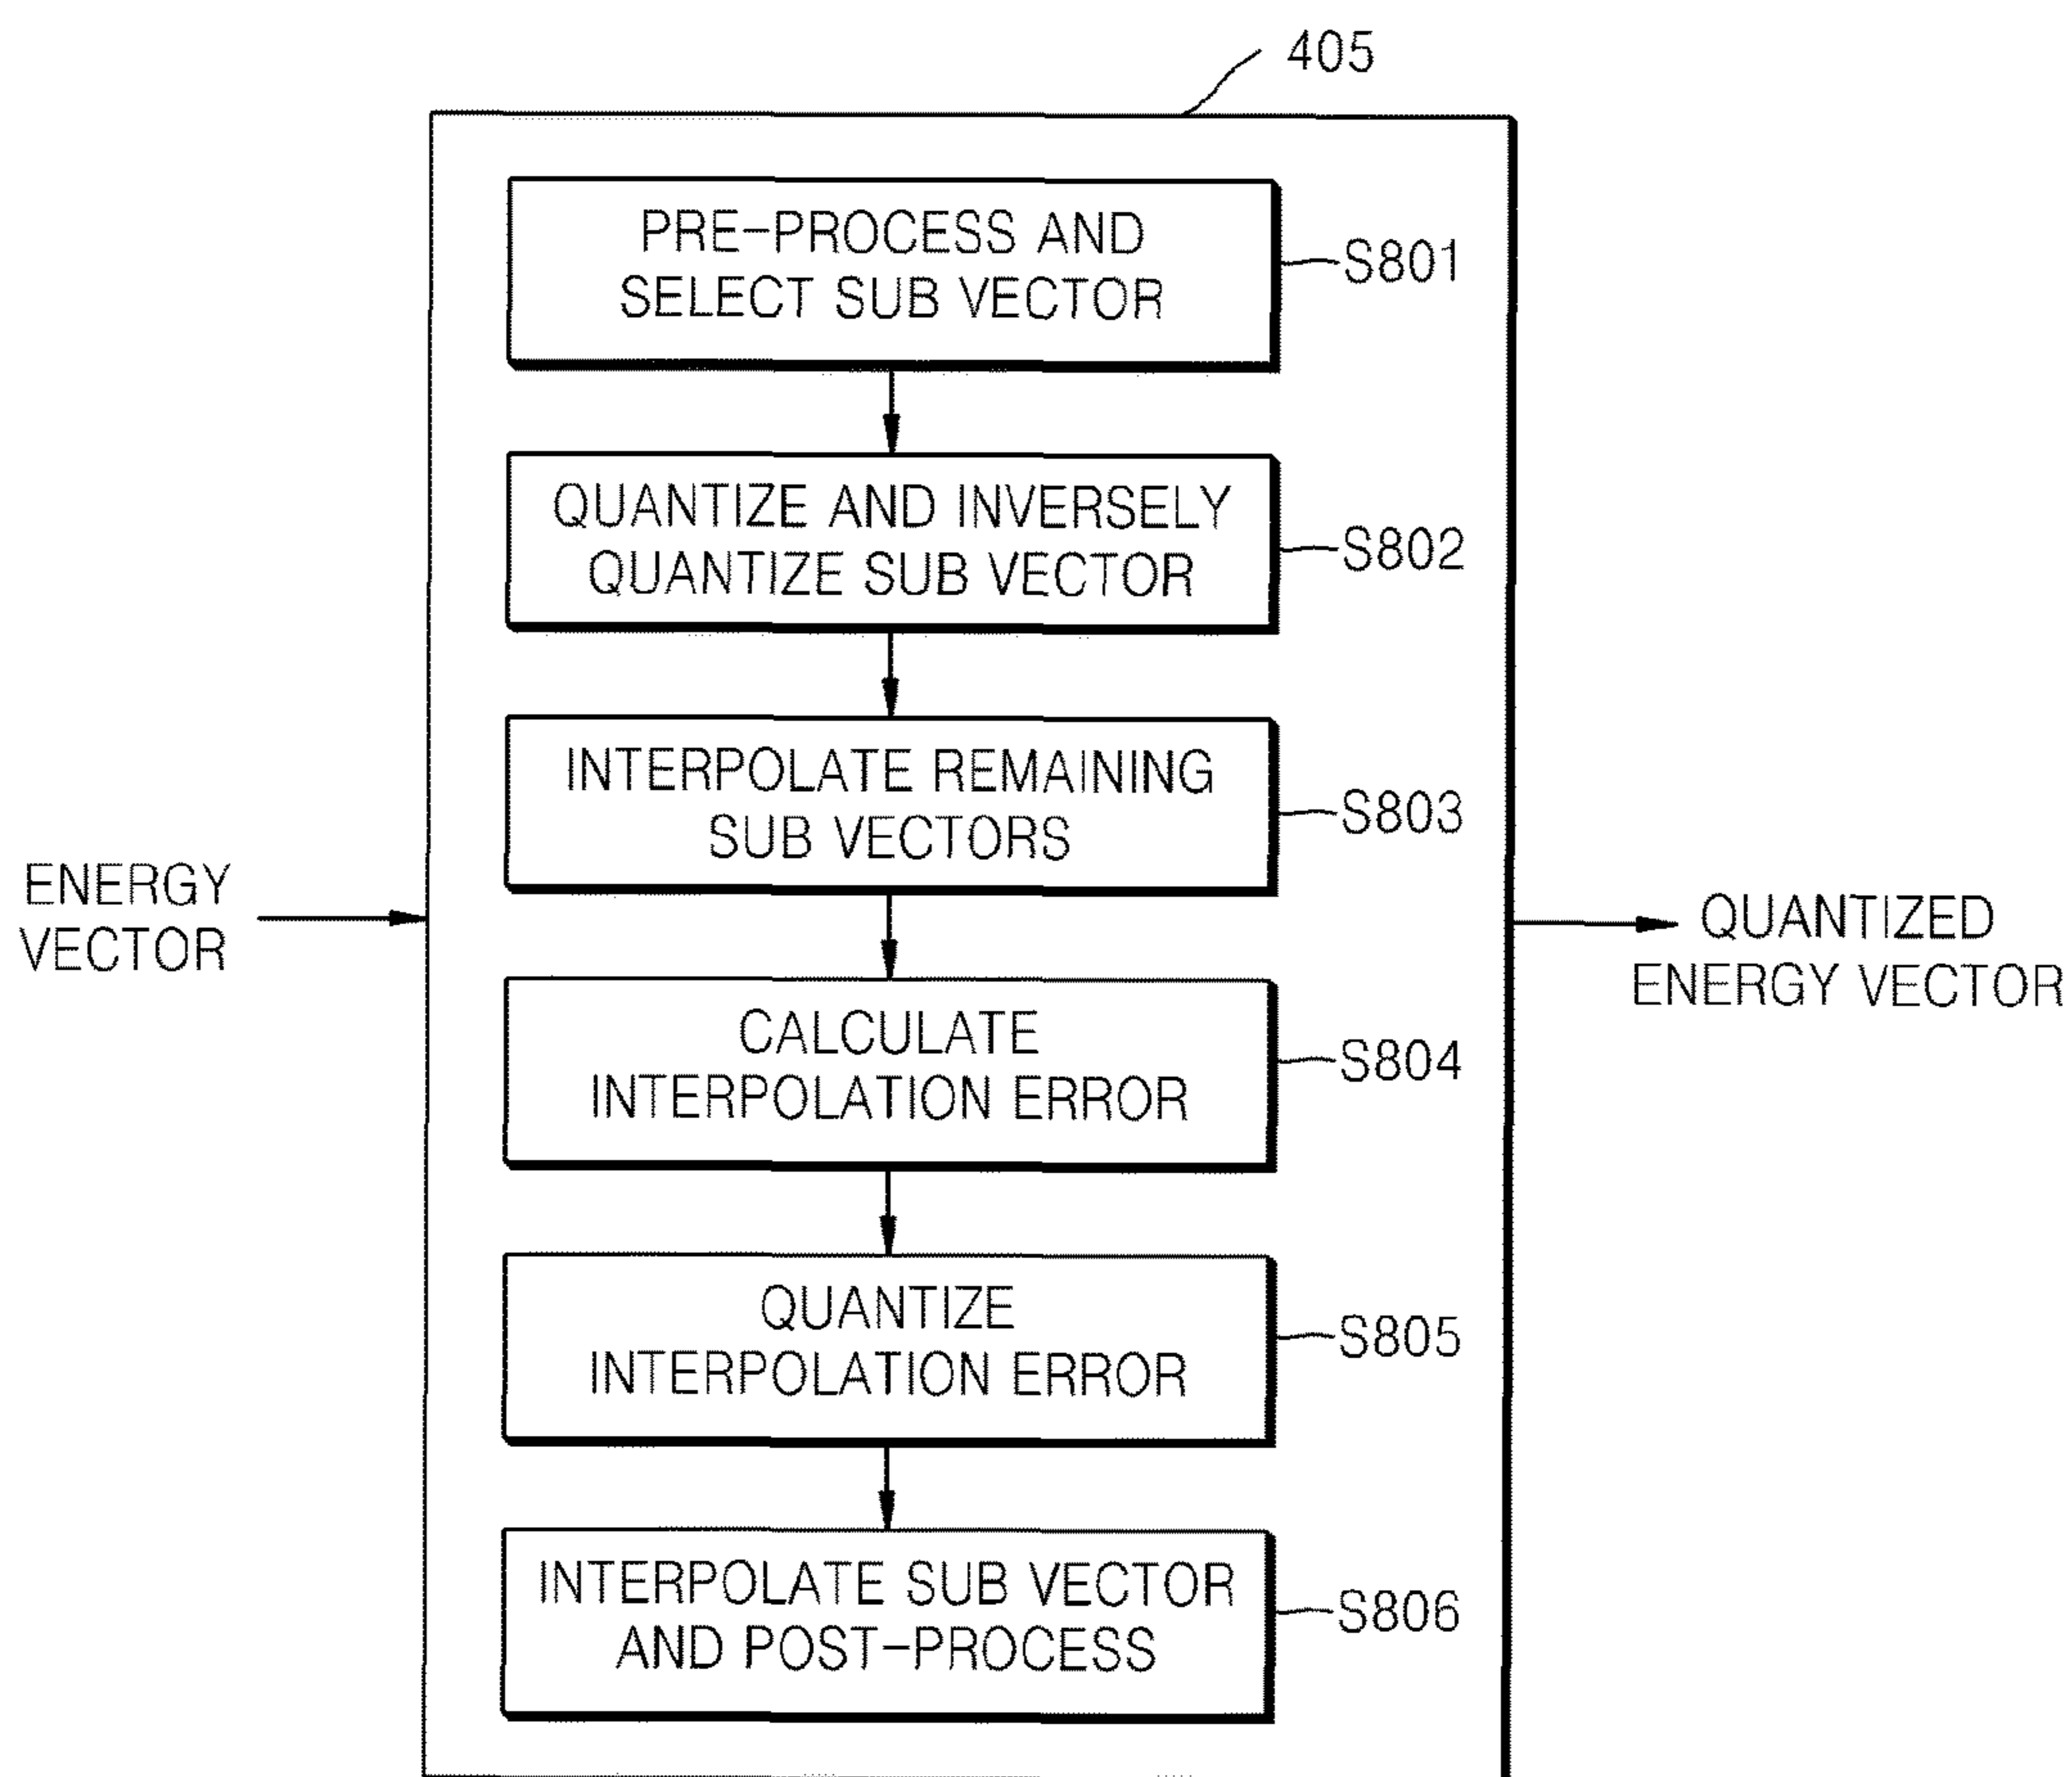 405
PRE-PROCESS AND
SELECT SUB VECTOR
S801
QUANTIZE AND INVERSELY
QUANTIZE SUB VECTOR
S802
INTERPOLATE REMAINING
SUB VECTORS
S803
ENERGY
VECTOR
QUANTIZED
ENERGY VECTOR
CALCULATE
INTERPOLATION ERROR
S804
QUANTIZE
INTERPOLATION ERROR
S805
INTERPOLATE SUB VECTOR
AND POST-PROCESS
S806